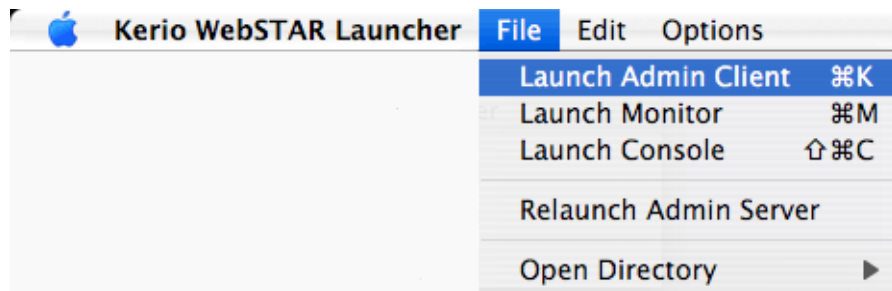 Kerio WebSTAR Launcher File Edit Options
Launch Admin Client ⌘K
Launch Monitor ⌘M
Launch Console ⇧⌘C
Relaunch Admin Server
Open Directory ▶